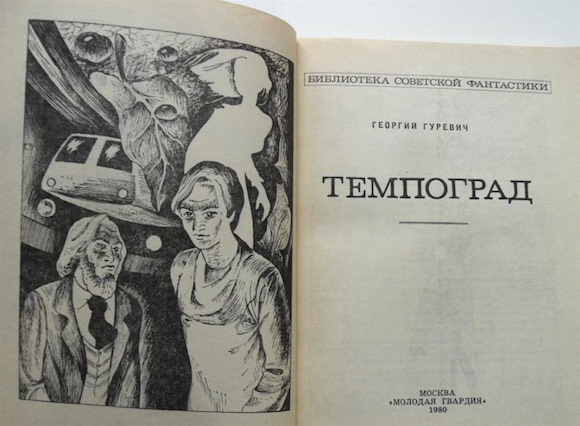 БИБЛИОТЕКА СОВЕТСКОЙ ФАНТАСТИКИ
ГЕОРГИЙ ГУРЕВИЧ
ТЕМПОГРАД
МОСКВА
«МОЛОДАЯ ГВАРДИЯ»
1980